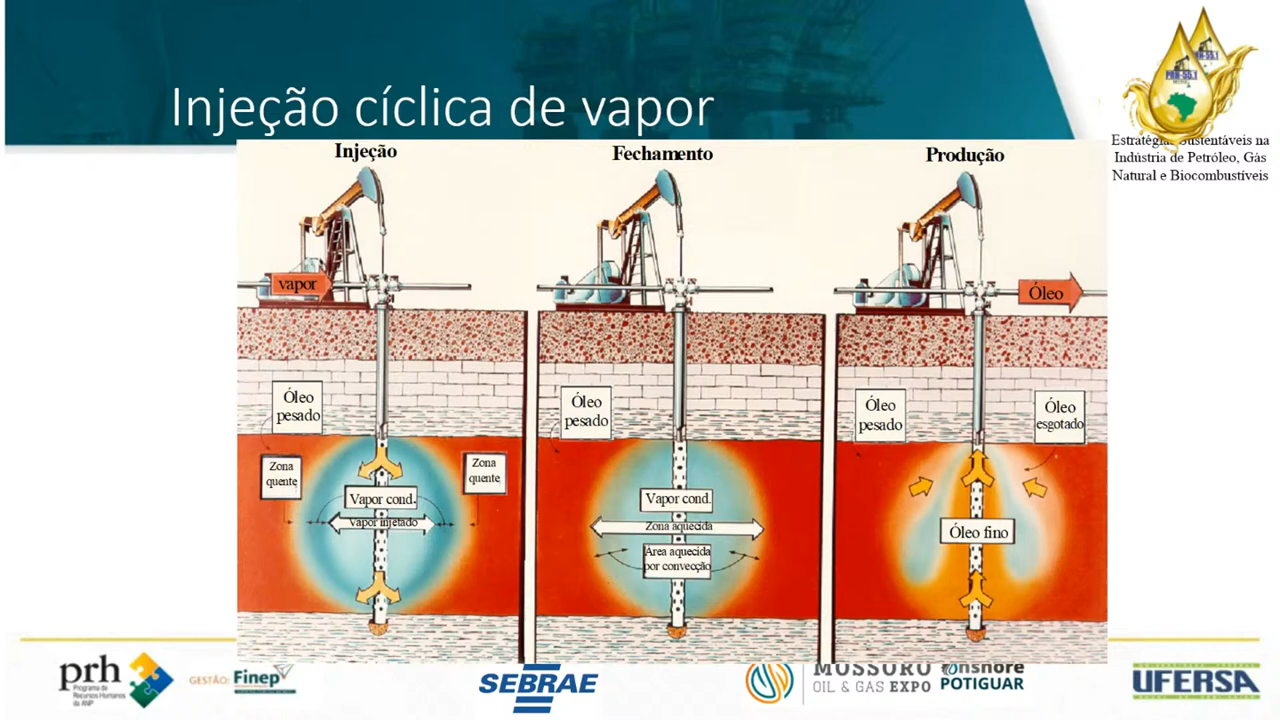 Injeção cíclica de vapor
PRH-55.1
Estratégias Sustentáveis na
Indústria de Petróleo, Gás
Natural e Biocombustíveis
Injeção
Fechamento
Produção
vapor
Óleo
Óleo
pesado
Zona
quente
Zona
quente
Vapor cond.
vapor injetado
Óleo
pesado
Vapor cond.
Zona aquecida
Área aquecida
por convecção
Óleo
pesado
Óleo
esgotado
Óleo fino
prh
Programa de
Recursos Humanos
da ANP
GESTÃO:
Finep
SEBRAE
MOSSORÓ
OIL & GAS EXPO
onshore
POTIGUAR
UFERSA